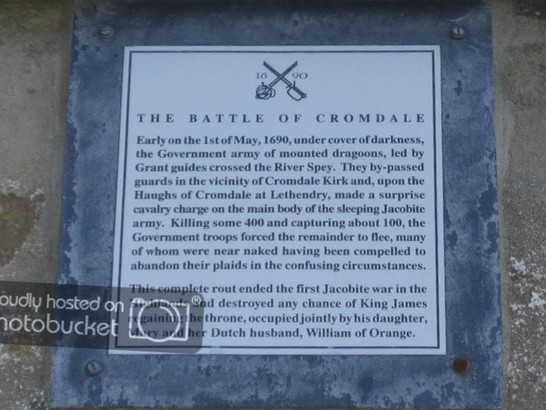 16 90
THE BATTLE OF CROMDALE
Early on the 1st of May, 1690, under cover of darkness,
the Government army of mounted dragoons, led by
Grant guides crossed the River Spey. They by-passed
guards in the vicinity of Cromdale Kirk and, upon the
Haughs of Cromdale at Lethendry, made a surprise
cavalry charge on the main body of the sleeping Jacobite
army. Killing some 400 and capturing about 100, the
Government troops forced the remainder to flee, many
of whom were near naked having been compelled to
abandon their plaids in the confusing circumstances.
This complete rout ended the first Jacobite war in the
and destroyed any chance of King James
regaining the throne, occupied jointly by his daughter,
Mary and her Dutch husband, William of Orange.
oudly hosted on
hotobucket